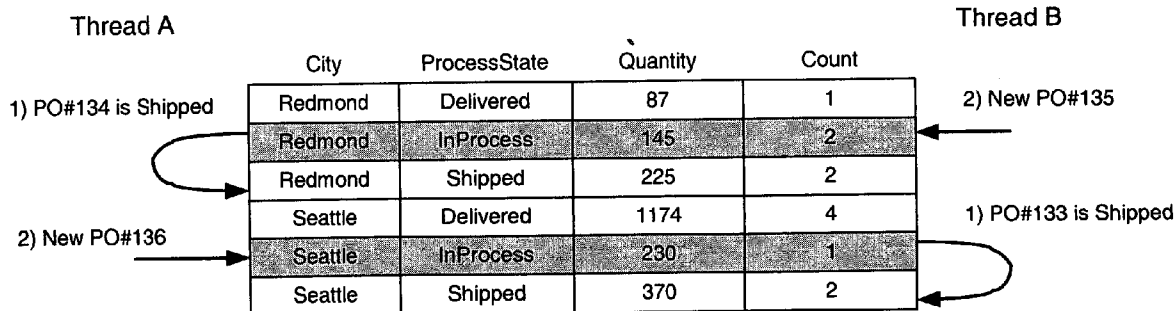 Thread A
Thread B
City ProcessState Quantity Count
1) PO#134 is Shipped
Redmond Delivered 87 1
2) New PO#135
Redmond InProcess 145 2
Redmond Shipped 225 2
Seattle Delivered 1174 4
1) PO#133 is Shipped
2) New PO#136
Seattle InProcess 230 1
Seattle Shipped 370 2